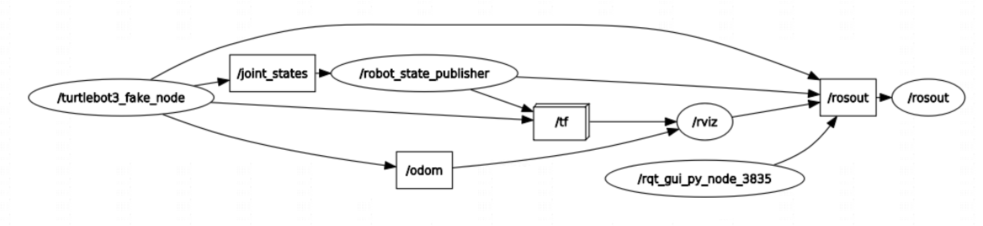 /joint_states
/robot_state_publisher
/turtlebot3_fake_node
/rosout
/rosout
/tf
/rviz
/odom
/rqt_gui_py_node_3835